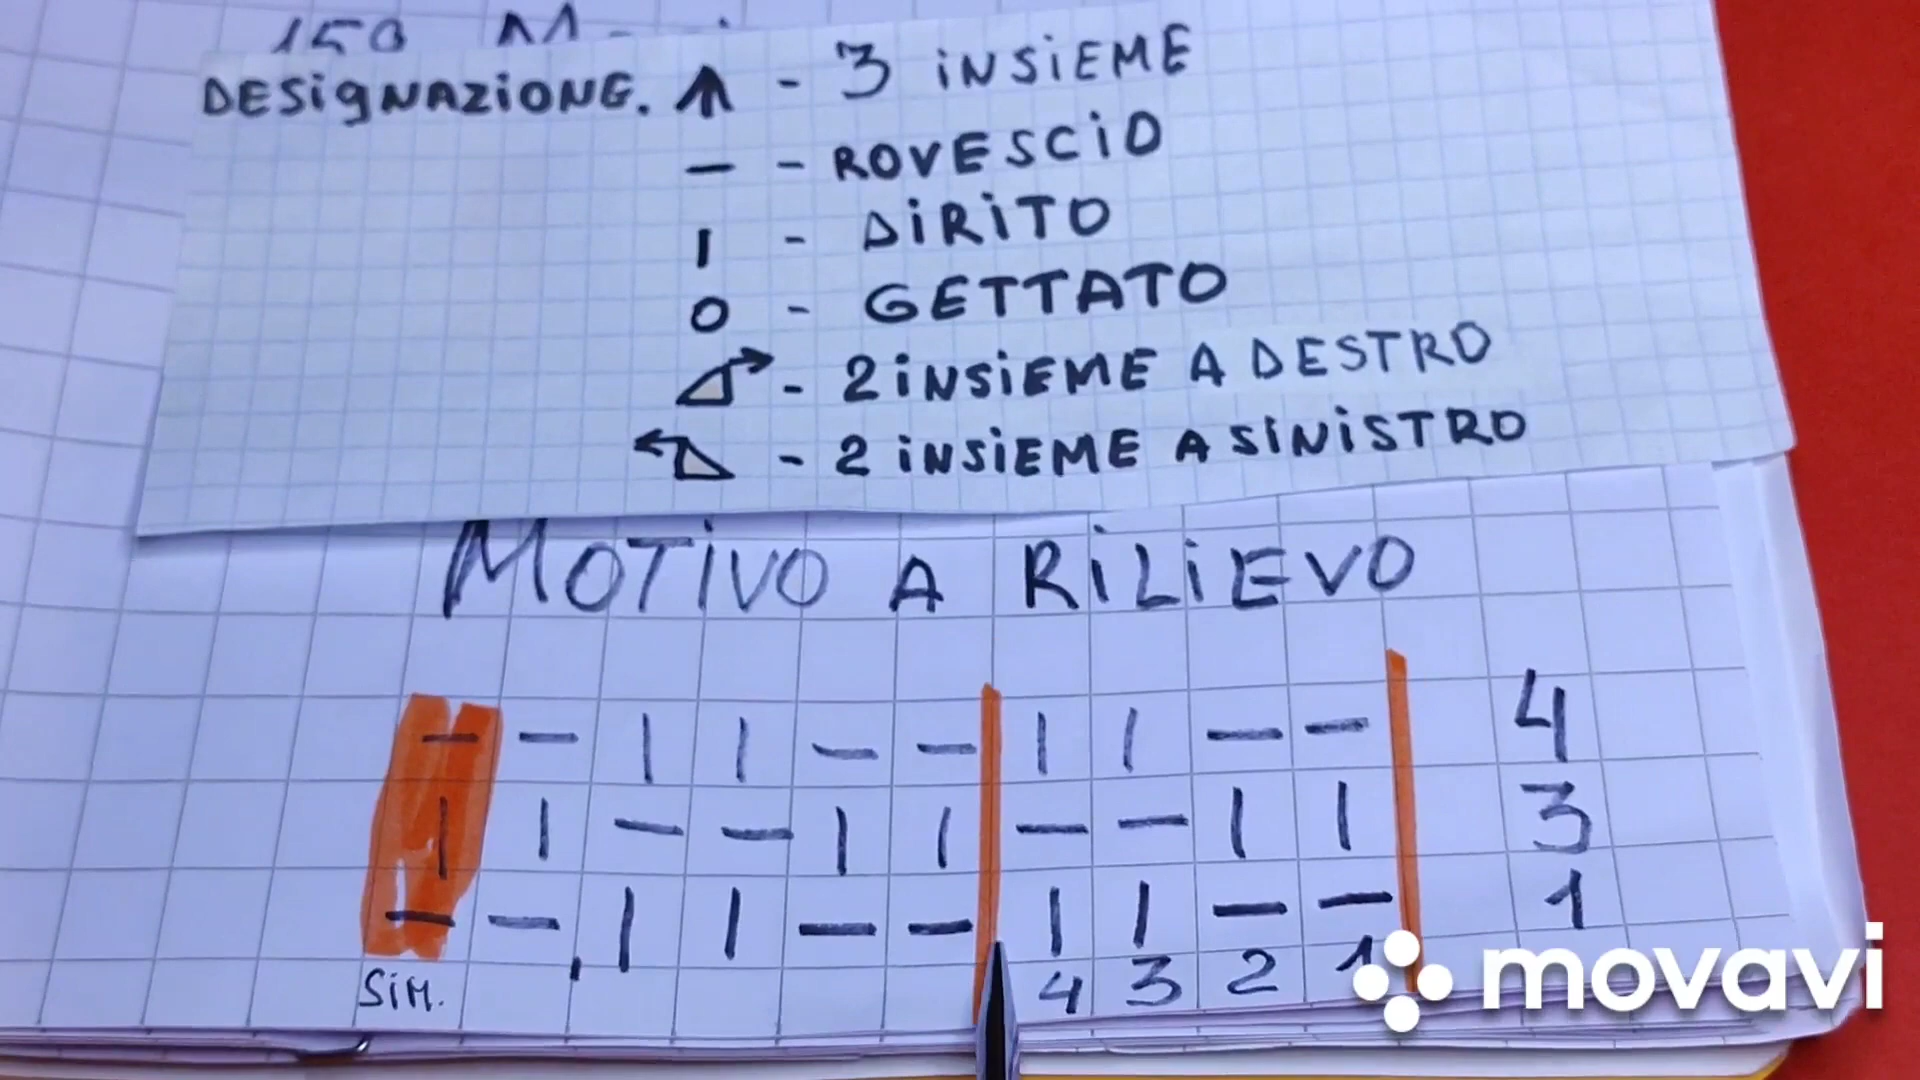 150 M
DESIGNAZIONE. ↑ - 3 INSIEME
— - ROVESCIO
I - DIRITO
O - GETTATO
- 2 INSIEME A DESTRO
- 2 INSIEME A SINISTRO
MOTIVO A RILIEVO
— — I I — — I I — — 4
I I — — I I — — I I 3
— — I I — — I I — — 1
SIM. 4 3 2 1
movavi